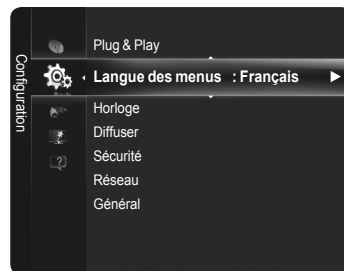 Configuration
Plug & Play
Langue des menus : Français
Horloge
Diffuser
Sécurité
Réseau
Général